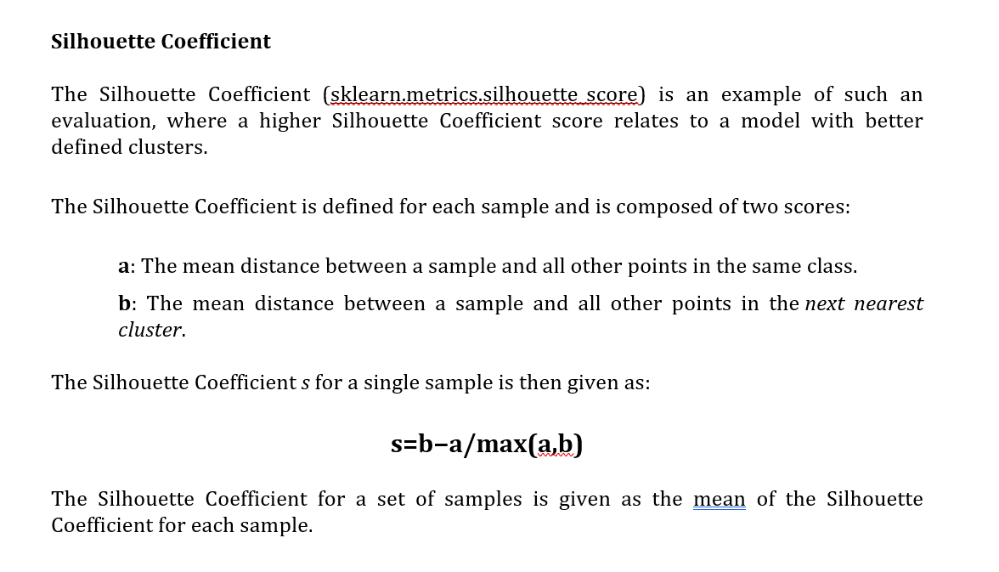 Silhouette Coefficient
The Silhouette Coefficient (sklearn.metrics.silhouette_score) is an example of such an
evaluation, where a higher Silhouette Coefficient score relates to a model with better
defined clusters.
The Silhouette Coefficient is defined for each sample and is composed of two scores:
a: The mean distance between a sample and all other points in the same class.
b: The mean distance between a sample and all other points in the next nearest
cluster.
The Silhouette Coefficient s for a single sample is then given as:
s=b−a/max(a,b)
The Silhouette Coefficient for a set of samples is given as the mean of the Silhouette
Coefficient for each sample.